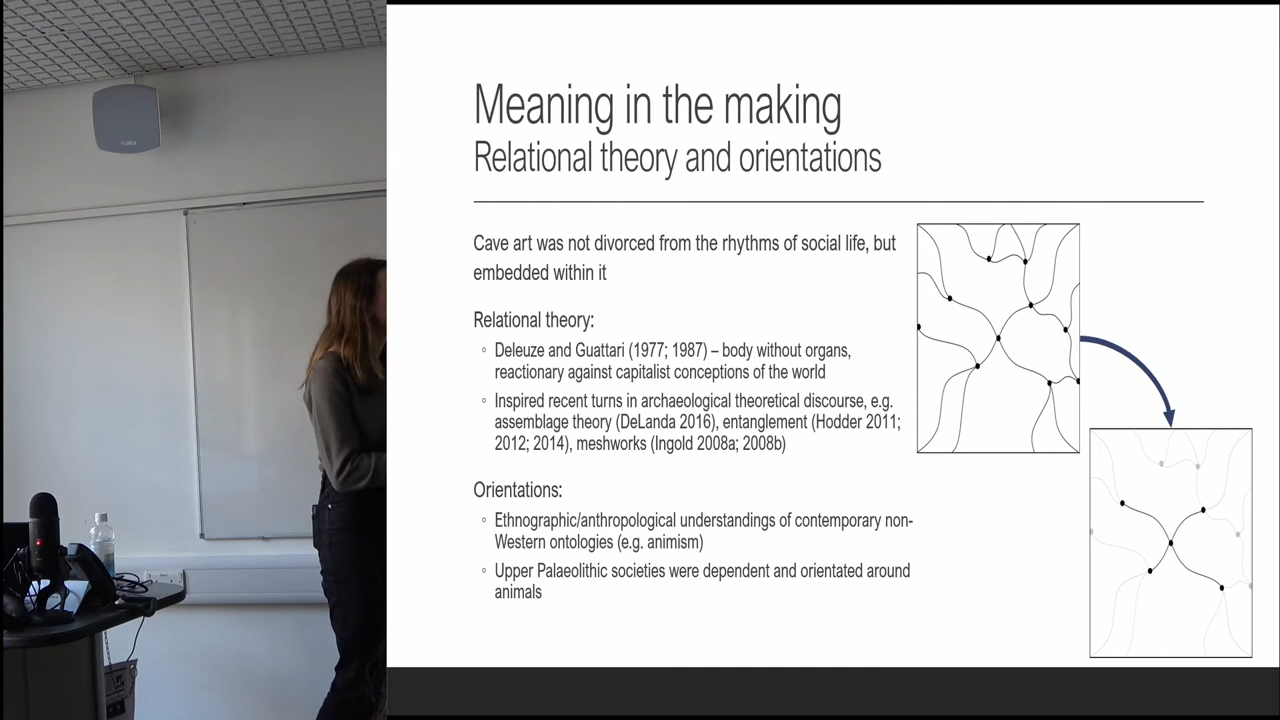 Meaning in the making
Relational theory and orientations
Cave art was not divorced from the rhythms of social life, but
embedded within it
Relational theory:
◦ Deleuze and Guattari (1977; 1987) – body without organs,
reactionary against capitalist conceptions of the world
◦ Inspired recent turns in archaeological theoretical discourse, e.g.
assemblage theory (DeLanda 2016), entanglement (Hodder 2011;
2012; 2014), meshworks (Ingold 2008a; 2008b)
Orientations:
◦ Ethnographic/anthropological understandings of contemporary non-
Western ontologies (e.g. animism)
◦ Upper Palaeolithic societies were dependent and orientated around
animals